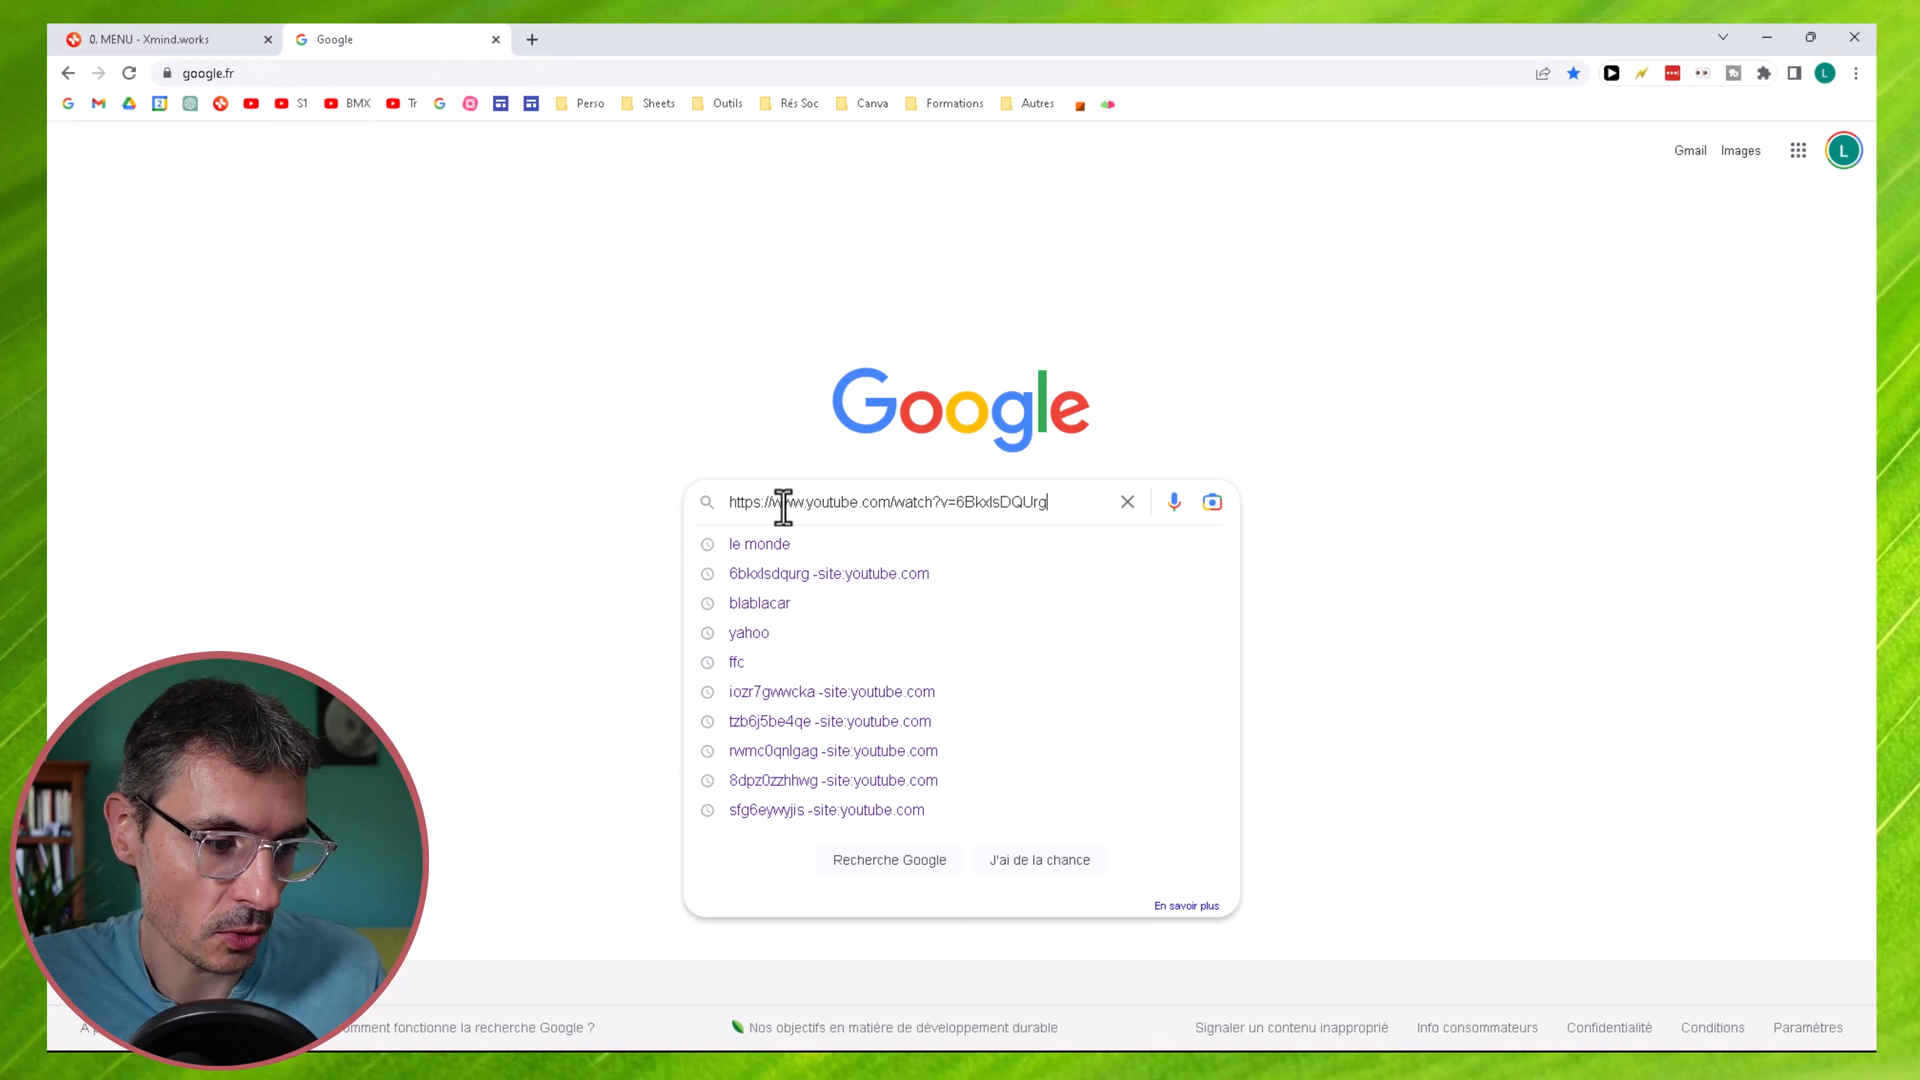 0. MENU - Xmind.works
Google
google.fr
S1
BMX
Tr
Perso
Sheets
Outils
Rés Soc
Canva
Formations
Autres
L
Gmail
Images
L
Google
https://www.youtube.com/watch?v=6BkxlsDQUrg
le monde
6bkxlsdqurg -site:youtube.com
blablacar
yahoo
ffc
iozr7gwwcka -site:youtube.com
tzb6j5be4qe -site:youtube.com
rwmc0qnlgag -site:youtube.com
8dpz0zzhhwg -site:youtube.com
sfg6eywyjis -site:youtube.com
Recherche Google
J'ai de la chance
En savoir plus
omment fonctionne la recherche Google ?
Nos objectifs en matière de développement durable
Signaler un contenu inapproprié
Info consommateurs
Confidentialité
Conditions
Paramètres